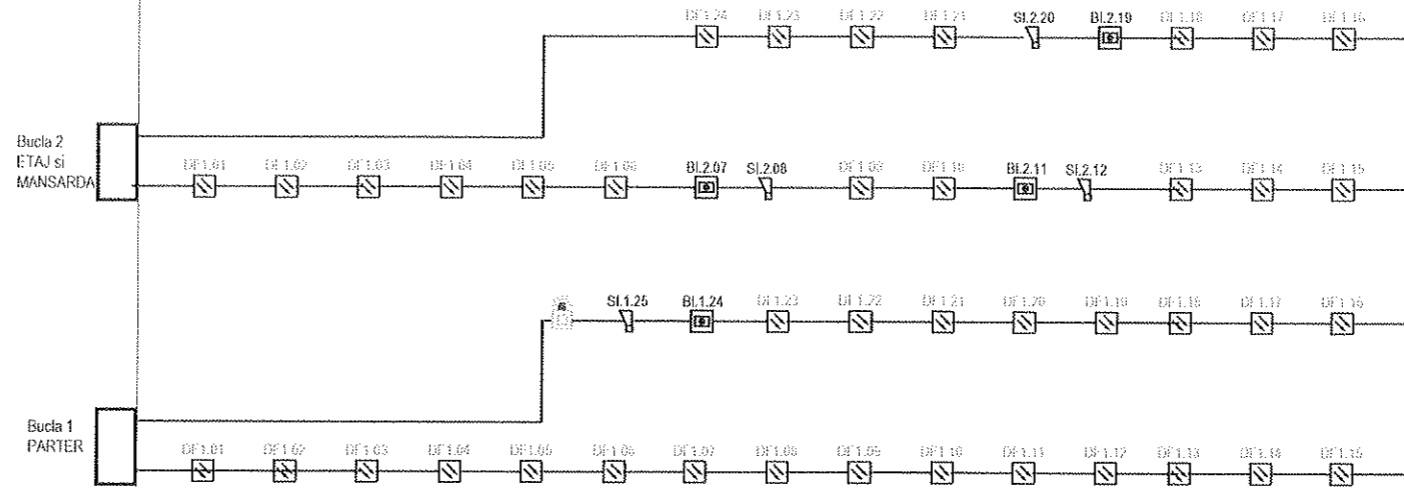 DF1.24 DF1.23 DF1.22 DF1.21 SI.2.20 BI.2.19 DF1.18 DF1.17 DF1.16
Bucla 2
ETAJ si
MANSARDA
DF1.01 DF1.02 DF1.03 DF1.04 DF1.05 DF1.06 BI.2.07 SI.2.08 DF1.09 DF1.10 BI.2.11 SI.2.12 DF1.13 DF1.14 DF1.15
SI.1.25 BI.1.24 DF1.23 DF1.22 DF1.21 DF1.20 DF1.19 DF1.18 DF1.17 DF1.16
Bucla 1
PARTER
DF1.01 DF1.02 DF1.03 DF1.04 DF1.05 DF1.06 DF1.07 DF1.08 DF1.09 DF1.10 DF1.11 DF1.12 DF1.13 DF1.14 DF1.15